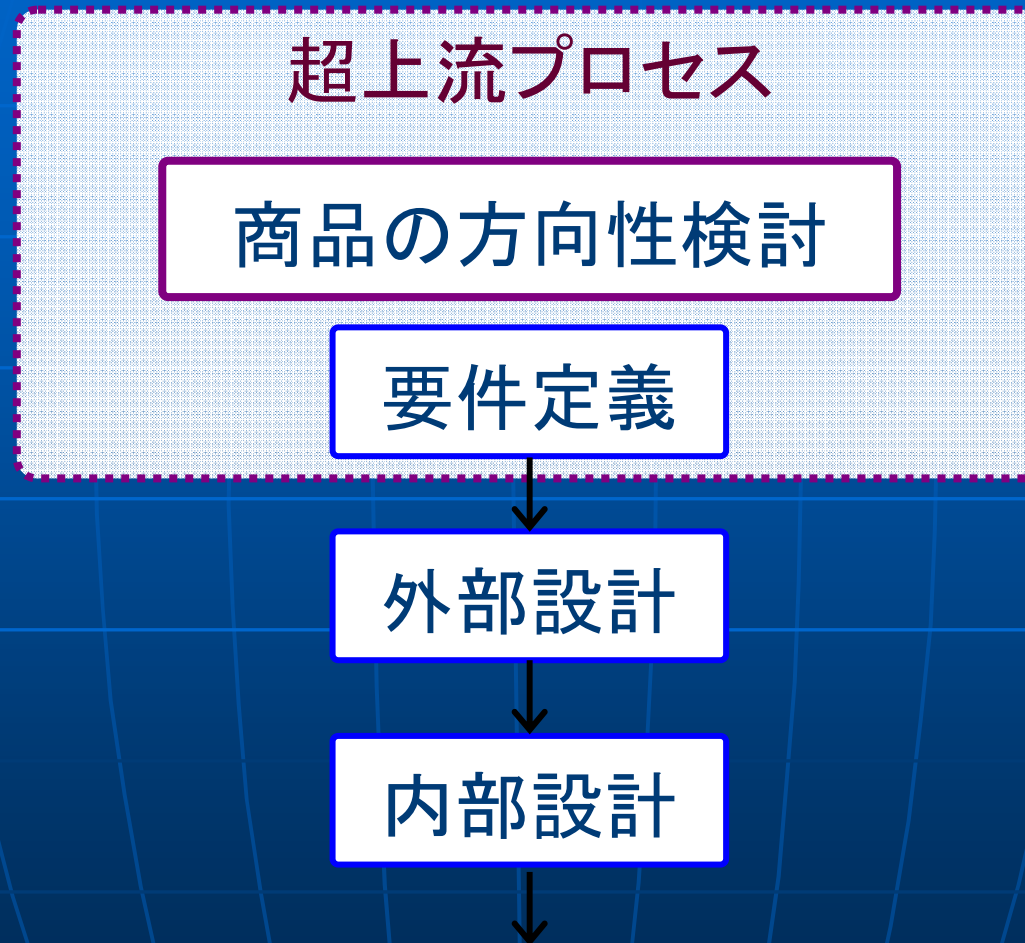 超上流プロセス
商品の方向性検討
要件定義
外部設計
内部設計